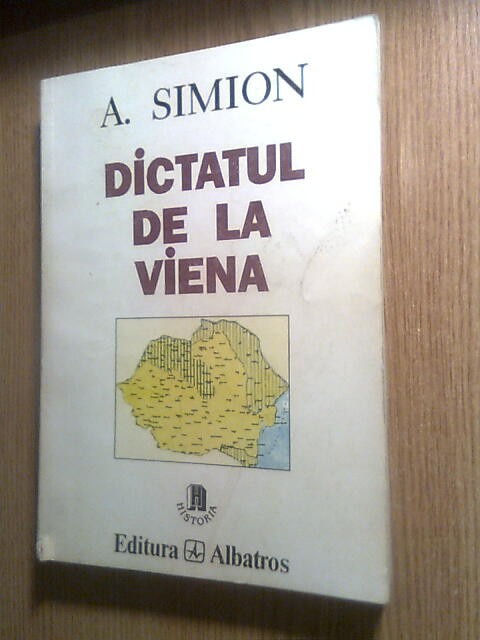 A. SIMION
DiCTATUL
DE LA
ViENA
H
HISTORIA
Editura A Albatros